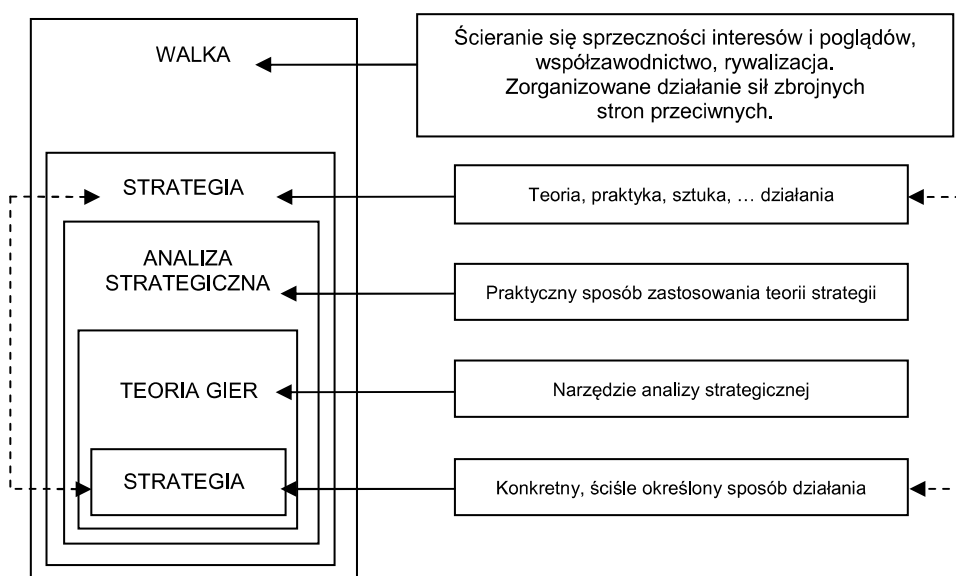 WALKA
Ścieranie się sprzeczności interesów i poglądów,
współzawodnictwo, rywalizacja.
Zorganizowane działanie sił zbrojnych
stron przeciwnych.
STRATEGIA
Teoria, praktyka, sztuka, … działania
ANALIZA
STRATEGICZNA
Praktyczny sposób zastosowania teorii strategii
TEORIA GIER
Narzędzie analizy strategicznej
STRATEGIA
Konkretny, ściśle określony sposób działania